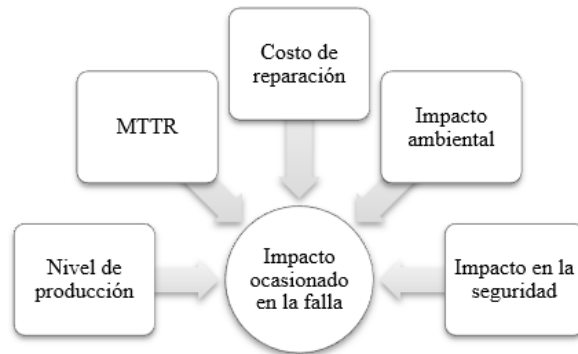 Costo de
reparación
MTTR
Impacto
ambiental
Nivel de
producción
Impacto
ocasionado
en la falla
Impacto en la
seguridad